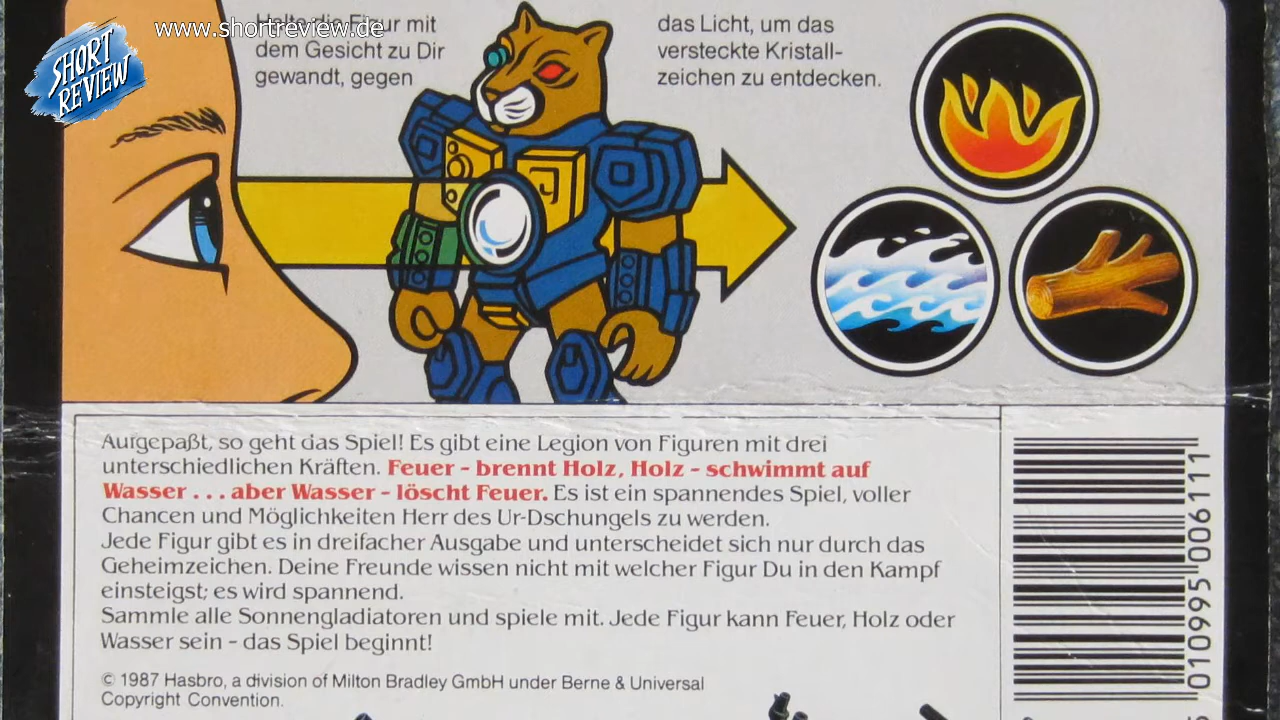 www.shortreview.de
SHORT
REVIEW
Halte die Figur mit
dem Gesicht zu Dir
gewandt, gegen
das Licht, um das
versteckte Kristall-
zeichen zu entdecken.
Aufgepaßt, so geht das Spiel! Es gibt eine Legion von Figuren mit drei
unterschiedlichen Kräften. Feuer - brennt Holz, Holz - schwimmt auf
Wasser . . . aber Wasser - löscht Feuer. Es ist ein spannendes Spiel, voller
Chancen und Möglichkeiten Herr des Ur-Dschungels zu werden.
Jede Figur gibt es in dreifacher Ausgabe und unterscheidet sich nur durch das
Geheimzeichen. Deine Freunde wissen nicht mit welcher Figur Du in den Kampf
einsteigst; es wird spannend.
Sammle alle Sonnengladiatoren und spiele mit. Jede Figur kann Feuer, Holz oder
Wasser sein - das Spiel beginnt!
© 1987 Hasbro, a division of Milton Bradley GmbH under Berne & Universal
Copyright Convention.
010995 006111